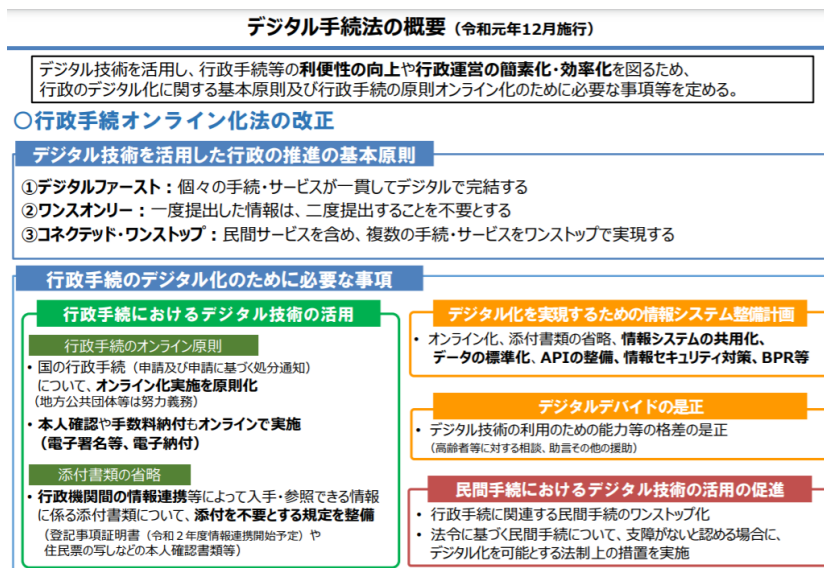 デジタル手続法の概要（令和元年12月施行）
デジタル技術を活用し、行政手続等の利便性の向上や行政運営の簡素化・効率化を図るため、
行政のデジタル化に関する基本原則及び行政手続の原則オンライン化のために必要な事項等を定める。
○行政手続オンライン化法の改正
デジタル技術を活用した行政の推進の基本原則
①デジタルファースト：個々の手続・サービスが一貫してデジタルで完結する
②ワンスオンリー：一度提出した情報は、二度提出することを不要とする
③コネクテッド・ワンストップ：民間サービスを含め、複数の手続・サービスをワンストップで実現する
行政手続のデジタル化のために必要な事項
行政手続におけるデジタル技術の活用
行政手続のオンライン原則
・国の行政手続（申請及び申請に基づく処分通知）
について、オンライン化実施を原則化
（地方公共団体等は努力義務）
・本人確認や手数料納付もオンラインで実施
（電子署名等、電子納付）
添付書類の省略
・行政機関間の情報連携等によって入手・参照できる情報
に係る添付書類について、添付を不要とする規定を整備
（登記事項証明書（令和２年度情報連携開始予定）や
住民票の写しなどの本人確認書類等）
デジタル化を実現するための情報システム整備計画
・オンライン化、添付書類の省略、情報システムの共用化、
データの標準化、APIの整備、情報セキュリティ対策、BPR等
デジタルデバイドの是正
・デジタル技術の利用のための能力等の格差の是正
（高齢者等に対する相談、助言その他の援助）
民間手続におけるデジタル技術の活用の促進
・行政手続に関連する民間手続のワンストップ化
・法令に基づく民間手続について、支障がないと認める場合に、
デジタル化を可能とする法制上の措置を実施